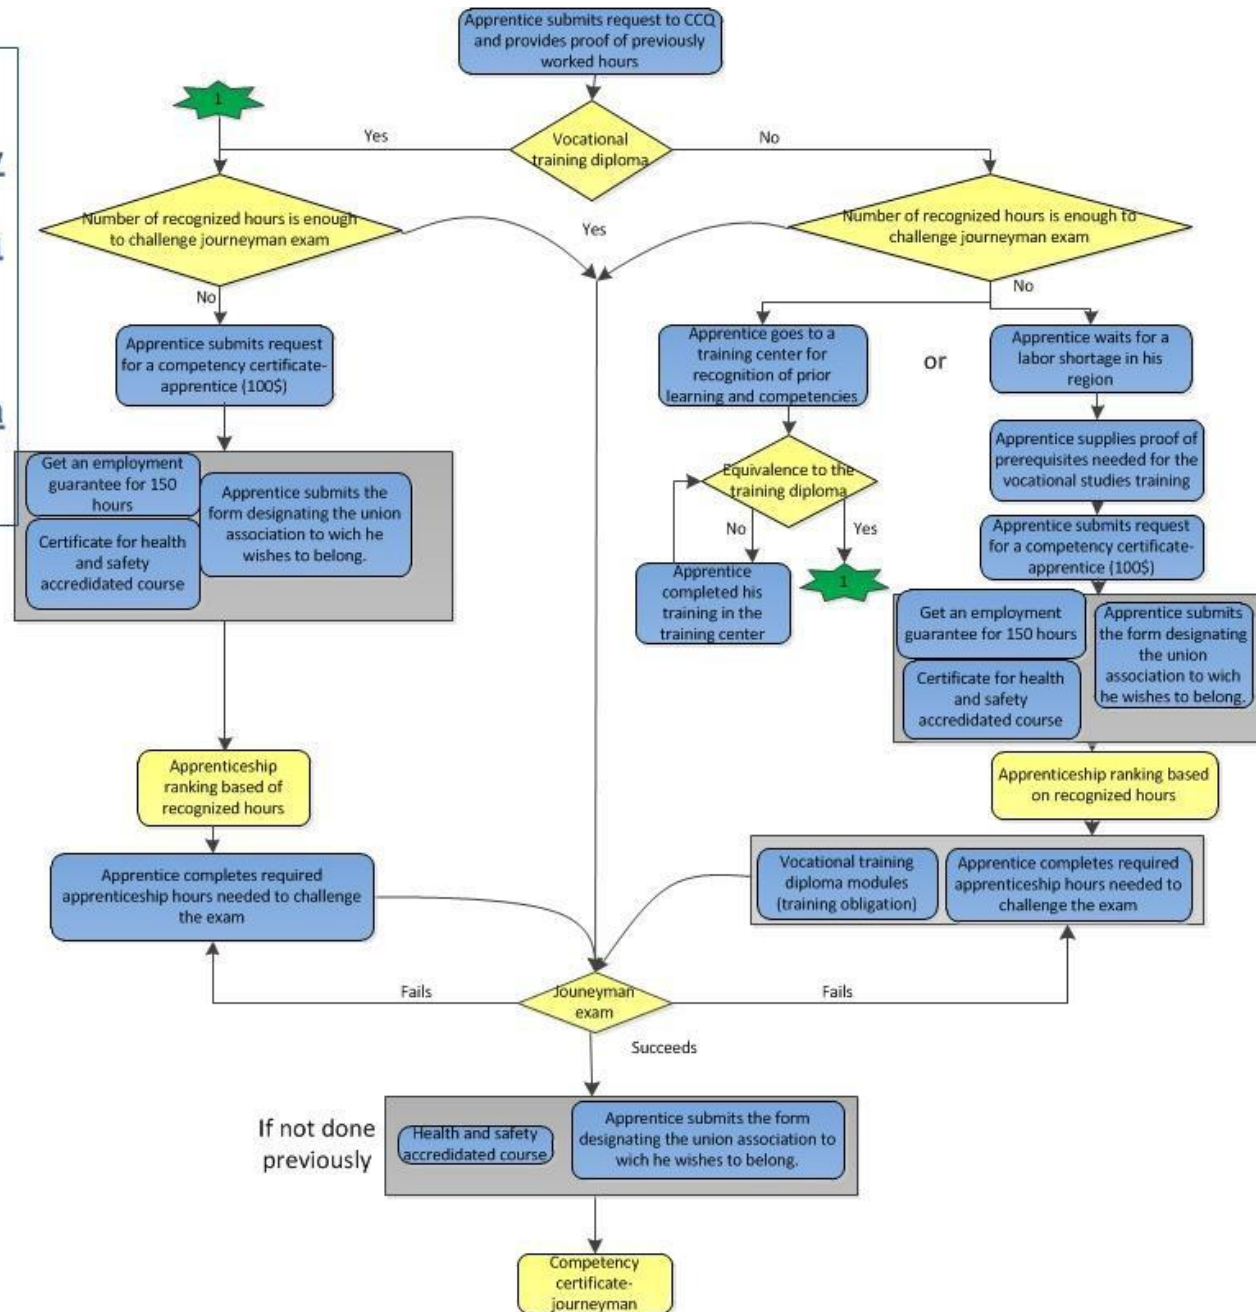 Apprentice submits request to CCQ
and provides proof of previously
worked hours
1
Yes
Vocational
training diploma
No
Number of recognized hours is enough
to challenge journeyman exam
Yes
Number of recognized hours is enough to
challenge journeyman exam
No
No
Apprentice submits request
for a competency certificate-
apprentice (100$)
Apprentice goes to a
training center for
recognition of prior
learning and competencies
or
Apprentice waits for a
labor shortage in his
region
Get an employment
guarantee for 150
hours
Apprentice submits the
form designating the union
association to wich he
wishes to belong.
Certificate for health
and safety
accredidated course
Equivalence to the
training diploma
No
Yes
Apprentice
completed his
training in the
training center
1
Apprentice supplies proof of
prerequisites needed for the
vocational studies training
Apprentice submits request
for a competency certificate-
apprentice (100$)
Get an employment
guarantee for 150 hours
Apprentice submits
the form designating
the union
association to wich
he wishes to belong.
Certificate for health
and safety
accredidated course
Apprenticeship
ranking based of
recognized hours
Apprenticeship ranking based
on recognized hours
Apprentice completes required
apprenticeship hours needed to challenge
the exam
Vocational training
diploma modules
(training obligation)
Apprentice completes required
apprenticeship hours needed to
challenge the exam
Fails
Jouneyman
exam
Fails
Succeeds
If not done
previously
Health and safety
accredidated course
Apprentice submits the form
designating the union association to
wich he wishes to belong.
Competency
certificate-
journeyman